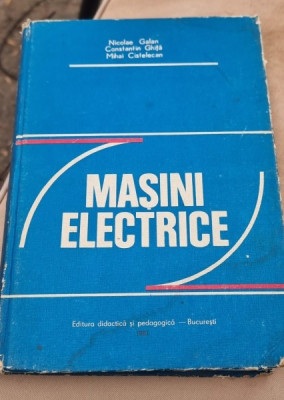 Nicolae Galan
Constantin Ghiță
Mihai Cistelecan
MAȘINI
ELECTRICE
Editura didactică și pedagogică — București